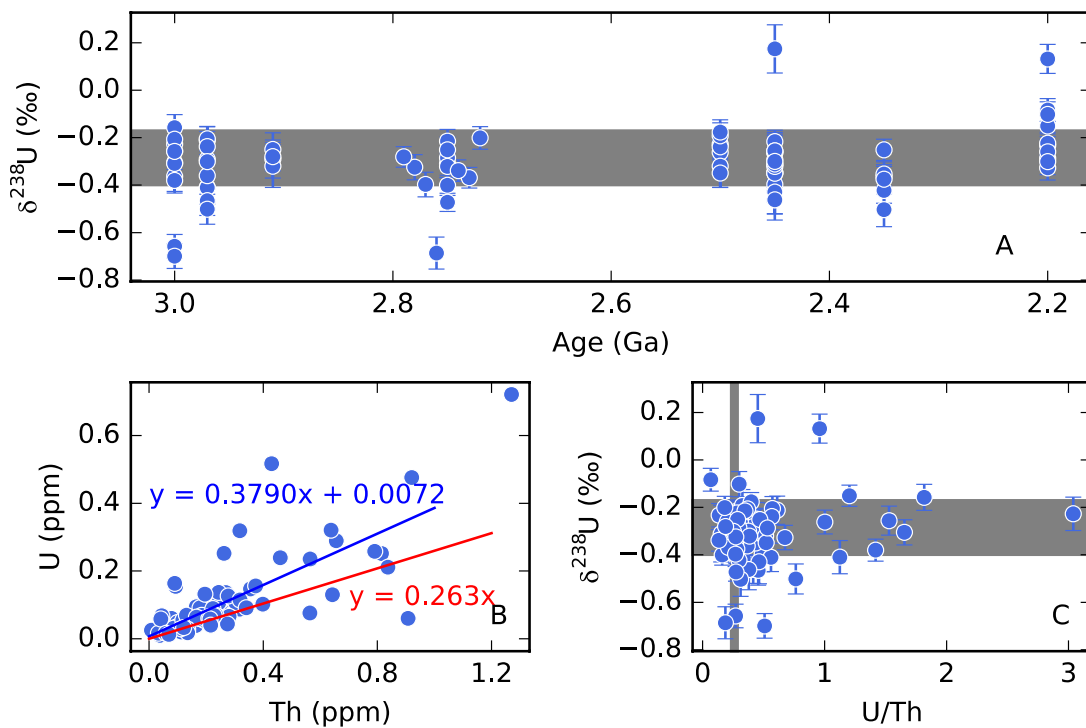 0.2
0.0
−0.2
−0.4
−0.6
−0.8
δ²³⁸U (‰)
A
3.0 2.8 2.6 2.4 2.2
Age (Ga)
0.6
0.4
0.2
0.0
U (ppm)
y = 0.3790x + 0.0072
y = 0.263x
B
0.0 0.4 0.8 1.2
Th (ppm)
0.2
0.0
−0.2
−0.4
−0.6
−0.8
δ²³⁸U (‰)
C
0 1 2 3
U/Th